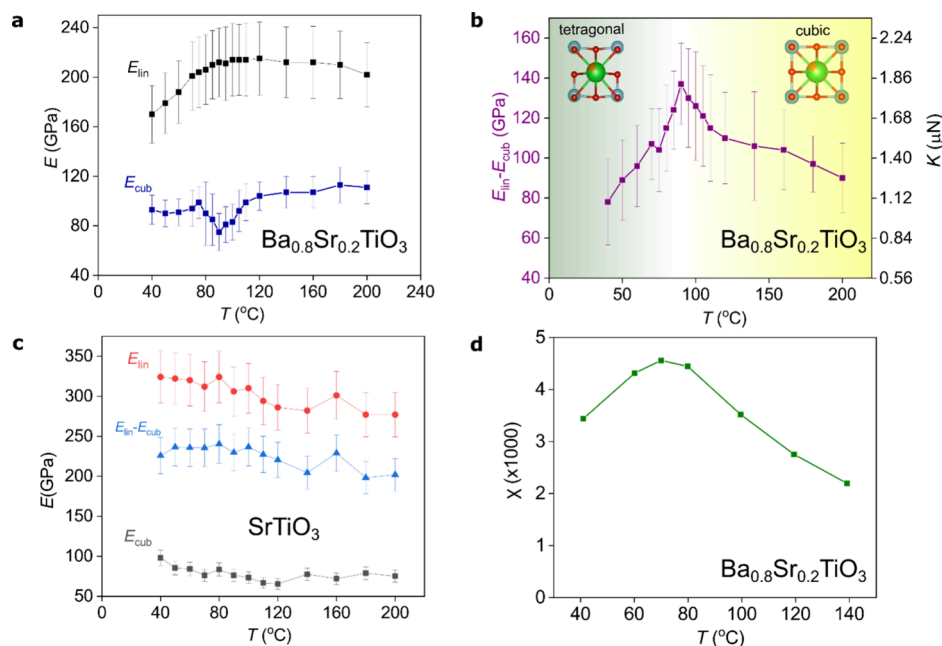 a
240
200
160
120
80
40
E (GPa)
Elin
Ecub
Ba0.8Sr0.2TiO3
0 40 80 120 160 200 240
T (°C)
b
tetragonal
cubic
160
140
120
100
80
60
40
Elin-Ecub (GPa)
2.24
1.96
1.68
1.40
1.12
0.84
0.56
K (μN)
Ba0.8Sr0.2TiO3
0 50 100 150 200
T (°C)
c
350
300
250
200
150
100
50
E(GPa)
Elin
Elin-Ecub
SrTiO3
Ecub
0 40 80 120 160 200
T (°C)
d
5
4
3
2
1
0
χ (x1000)
Ba0.8Sr0.2TiO3
40 60 80 100 120 140
T (°C)